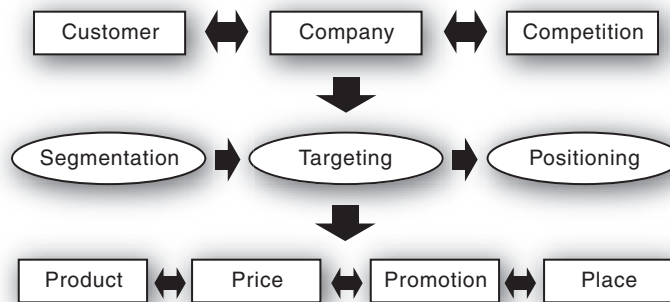 Customer Company Competition
Segmentation Targeting Positioning
Product Price Promotion Place